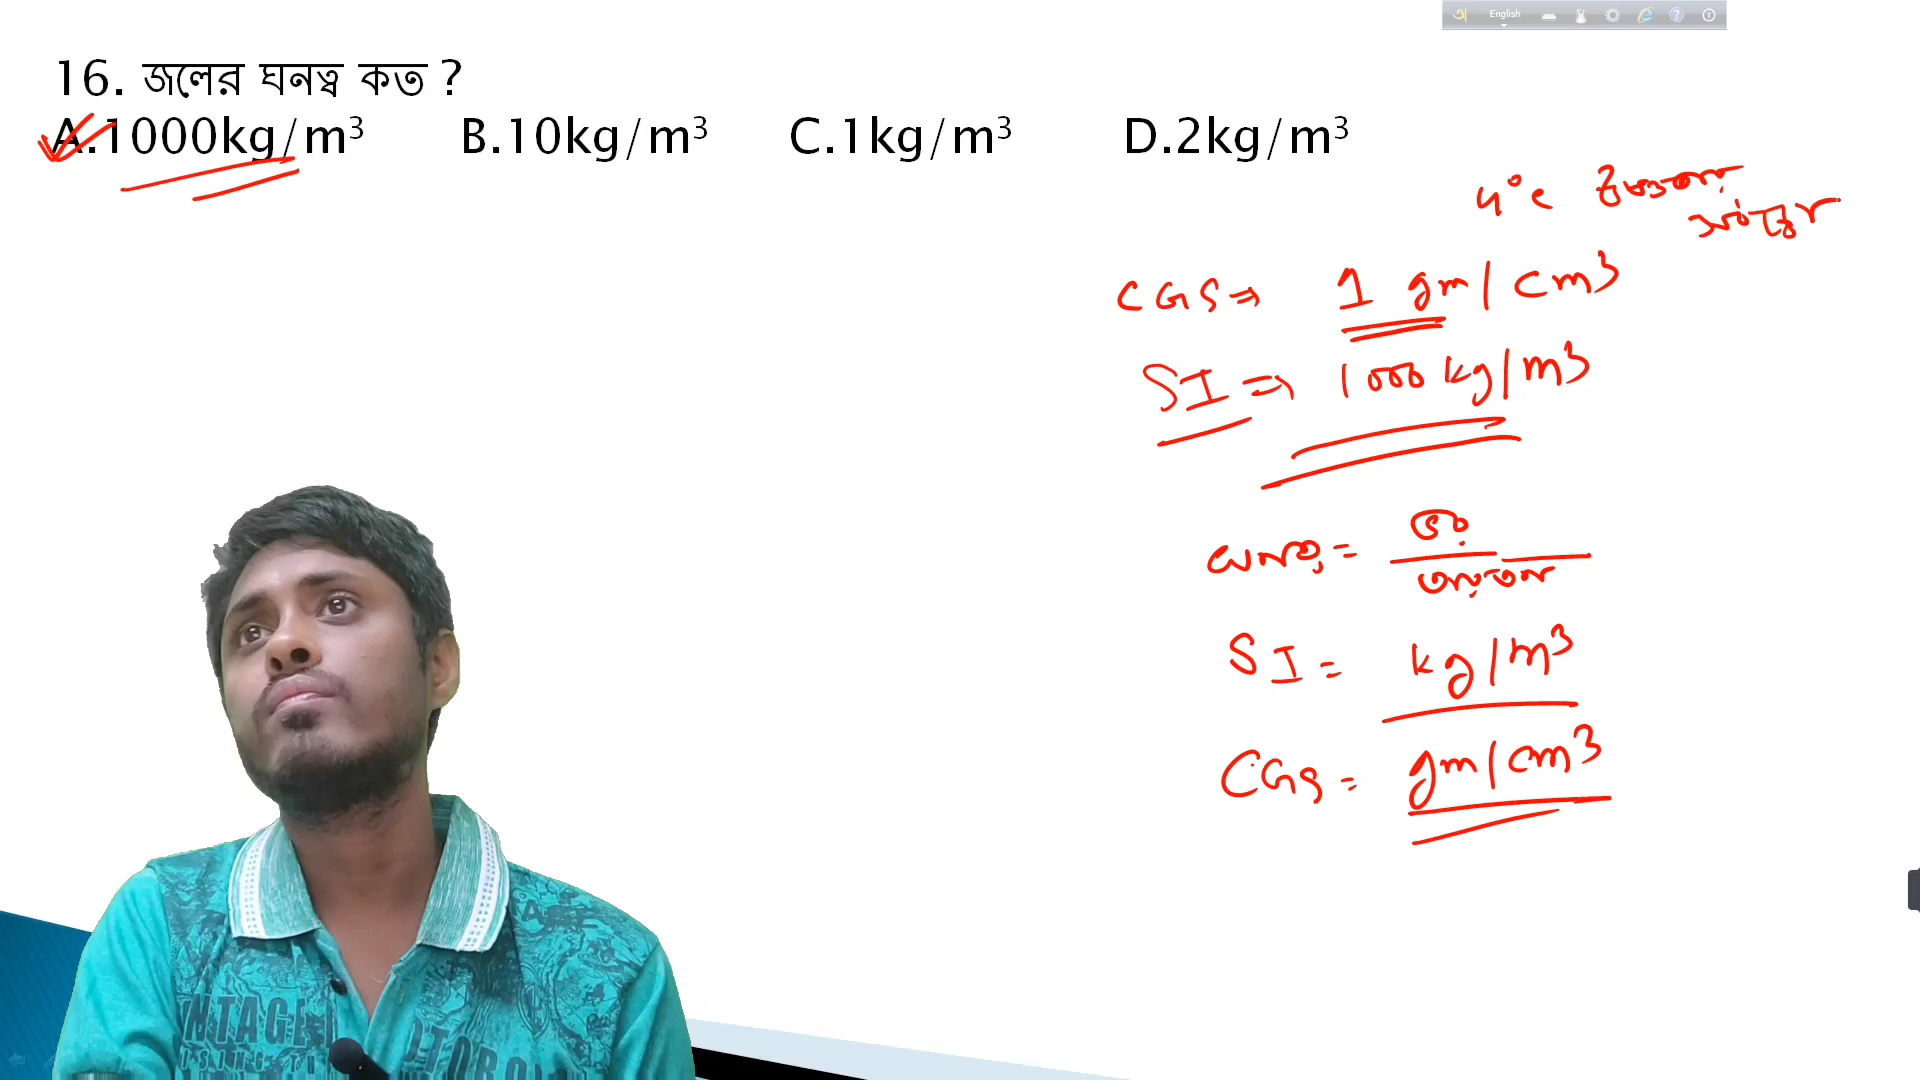 English
16. জলের ঘনত্ব কত ?
A.1000kg/m³ B.10kg/m³ C.1kg/m³ D.2kg/m³
4°c উষ্ণতায়
CGS ⇒ 1 gm/cm3
SI ⇒ 1000 kg/m3
ঘনত্ব = ভর
আয়তন
SI = kg/m3
CGS = gm/cm3